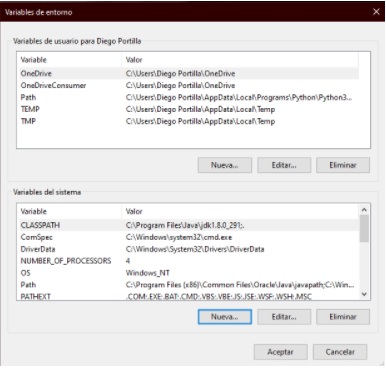 Variables de entorno
Variables de usuario para Diego Portilla
Variable Valor
OneDrive C:\Users\Diego Portilla\OneDrive
OneDriveConsumer C:\Users\Diego Portilla\OneDrive
Path C:\Users\Diego Portilla\AppData\Local\Programs\Python\Python3...
TEMP C:\Users\Diego Portilla\AppData\Local\Temp
TMP C:\Users\Diego Portilla\AppData\Local\Temp
Nueva... Editar... Eliminar
Variables del sistema
Variable Valor
CLASSPATH C:\Program Files\Java\jdk1.8.0_291;.
ComSpec C:\Windows\system32\cmd.exe
DriverData C:\Windows\System32\Drivers\DriverData
NUMBER_OF_PROCESSORS 4
OS Windows_NT
Path C:\Program Files (x86)\Common Files\Oracle\Java\javapath;C:\Win...
PATHEXT .COM;.EXE;.BAT;.CMD;.VBS;.VBE;.JS;.JSE;.WSF;.WSH;.MSC
Nueva... Editar... Eliminar
Aceptar Cancelar